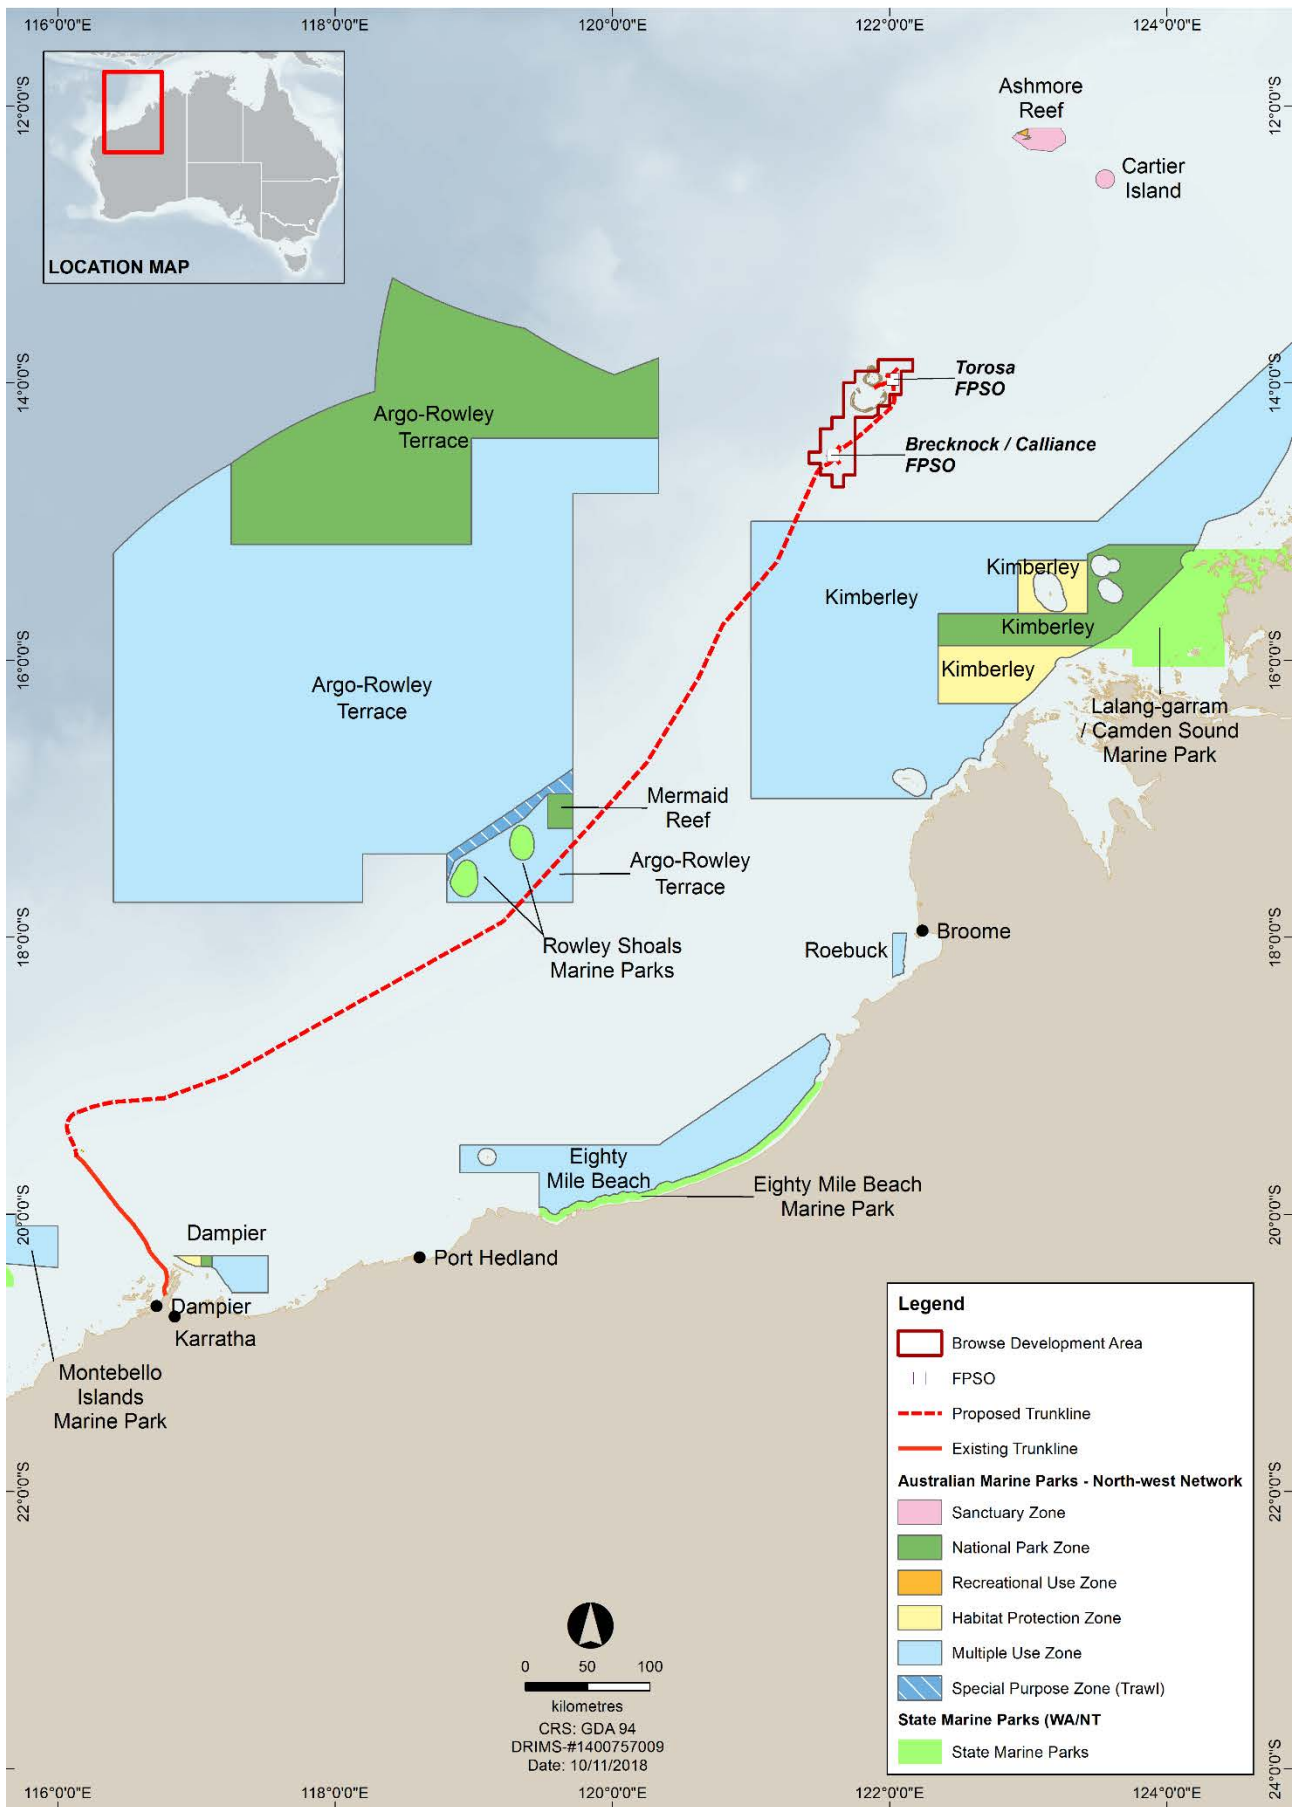 116°0'0"E
118°0'0"E
120°0'0"E
122°0'0"E
124°0'0"E
12°0'0"S
12°0'0"S
LOCATION MAP
Ashmore
Reef
Cartier
Island
14°0'0"S
14°0'0"S
Torosa
FPSO
Argo-Rowley
Terrace
Brecknock / Calliance
FPSO
Kimberley
Kimberley
Kimberley
Kimberley
16°0'0"S
16°0'0"S
Argo-Rowley
Terrace
Lalang-garram
/ Camden Sound
Marine Park
Mermaid
Reef
Argo-Rowley
Terrace
18°0'0"S
18°0'0"S
Rowley Shoals
Marine Parks
Roebuck
Broome
Eighty
Mile Beach
Eighty Mile Beach
Marine Park
20°0'0"S
20°0'0"S
Dampier
Port Hedland
Dampier
Karratha
Montebello
Islands
Marine Park
22°0'0"S
22°0'0"S
Legend
Browse Development Area
FPSO
Proposed Trunkline
Existing Trunkline
Australian Marine Parks - North-west Network
Sanctuary Zone
National Park Zone
Recreational Use Zone
Habitat Protection Zone
Multiple Use Zone
Special Purpose Zone (Trawl)
State Marine Parks (WA/NT
State Marine Parks
0 50 100
kilometres
CRS: GDA 94
DRIMS-#1400757009
Date: 10/11/2018
24°0'0"S
24°0'0"S
116°0'0"E
118°0'0"E
120°0'0"E
122°0'0"E
124°0'0"E